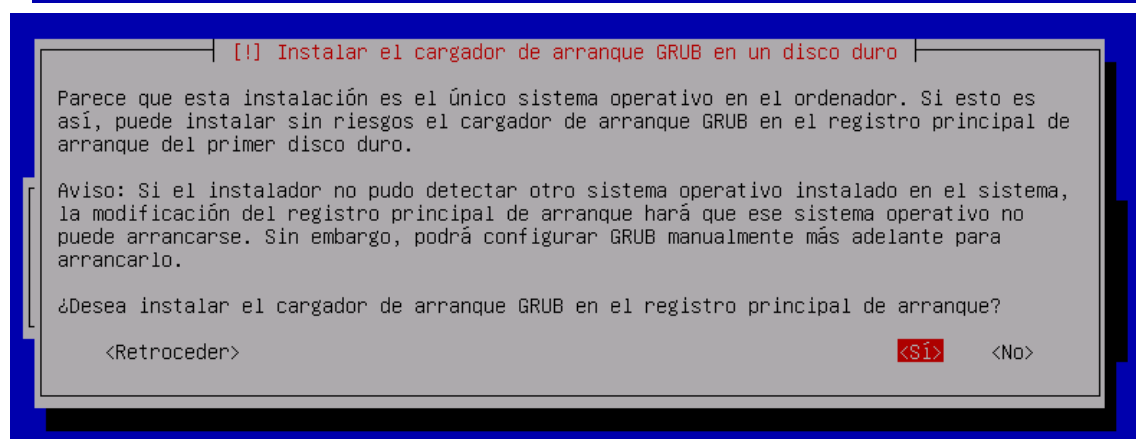 [!] Instalar el cargador de arranque GRUB en un disco duro
Parece que esta instalación es el único sistema operativo en el ordenador. Si esto es
así, puede instalar sin riesgos el cargador de arranque GRUB en el registro principal de
arranque del primer disco duro.
Aviso: Si el instalador no pudo detectar otro sistema operativo instalado en el sistema,
la modificación del registro principal de arranque hará que ese sistema operativo no
puede arrancarse. Sin embargo, podrá configurar GRUB manualmente más adelante para
arrancarlo.
¿Desea instalar el cargador de arranque GRUB en el registro principal de arranque?
<Retroceder> <Sí> <No>